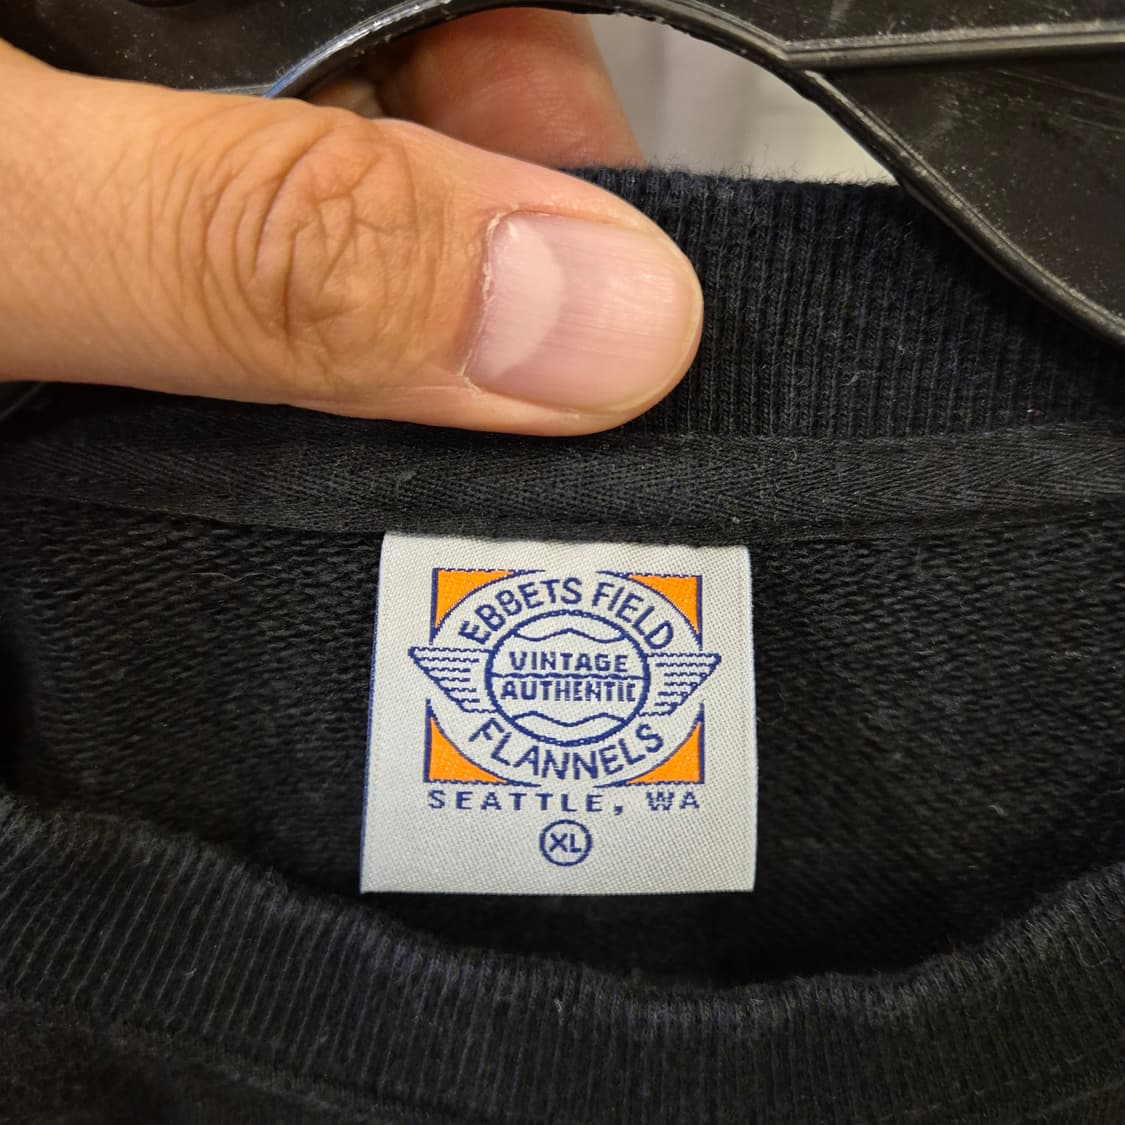 EBBETS FIELD
VINTAGE
AUTHENTIC
FLANNELS
SEATTLE, WA
XL